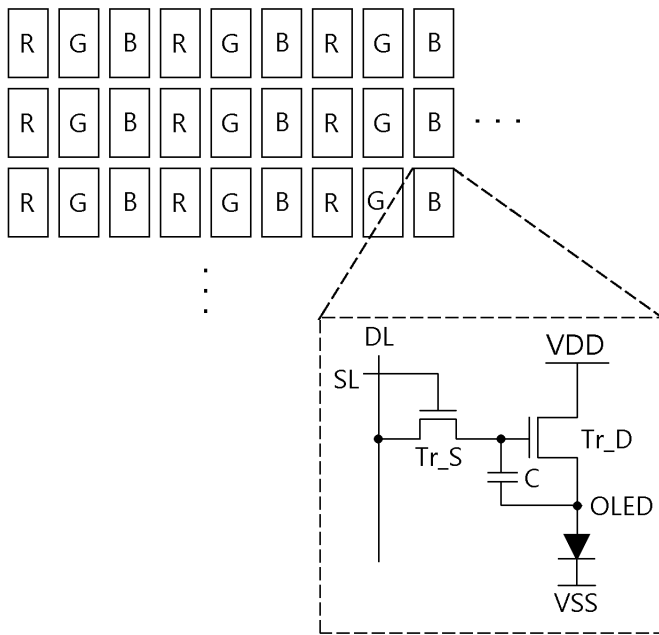 R G B R G B R G B
R G B R G B R G B
R G B R G B R G B
DL
SL
VDD
Tr_S
Tr_D
C
OLED
VSS